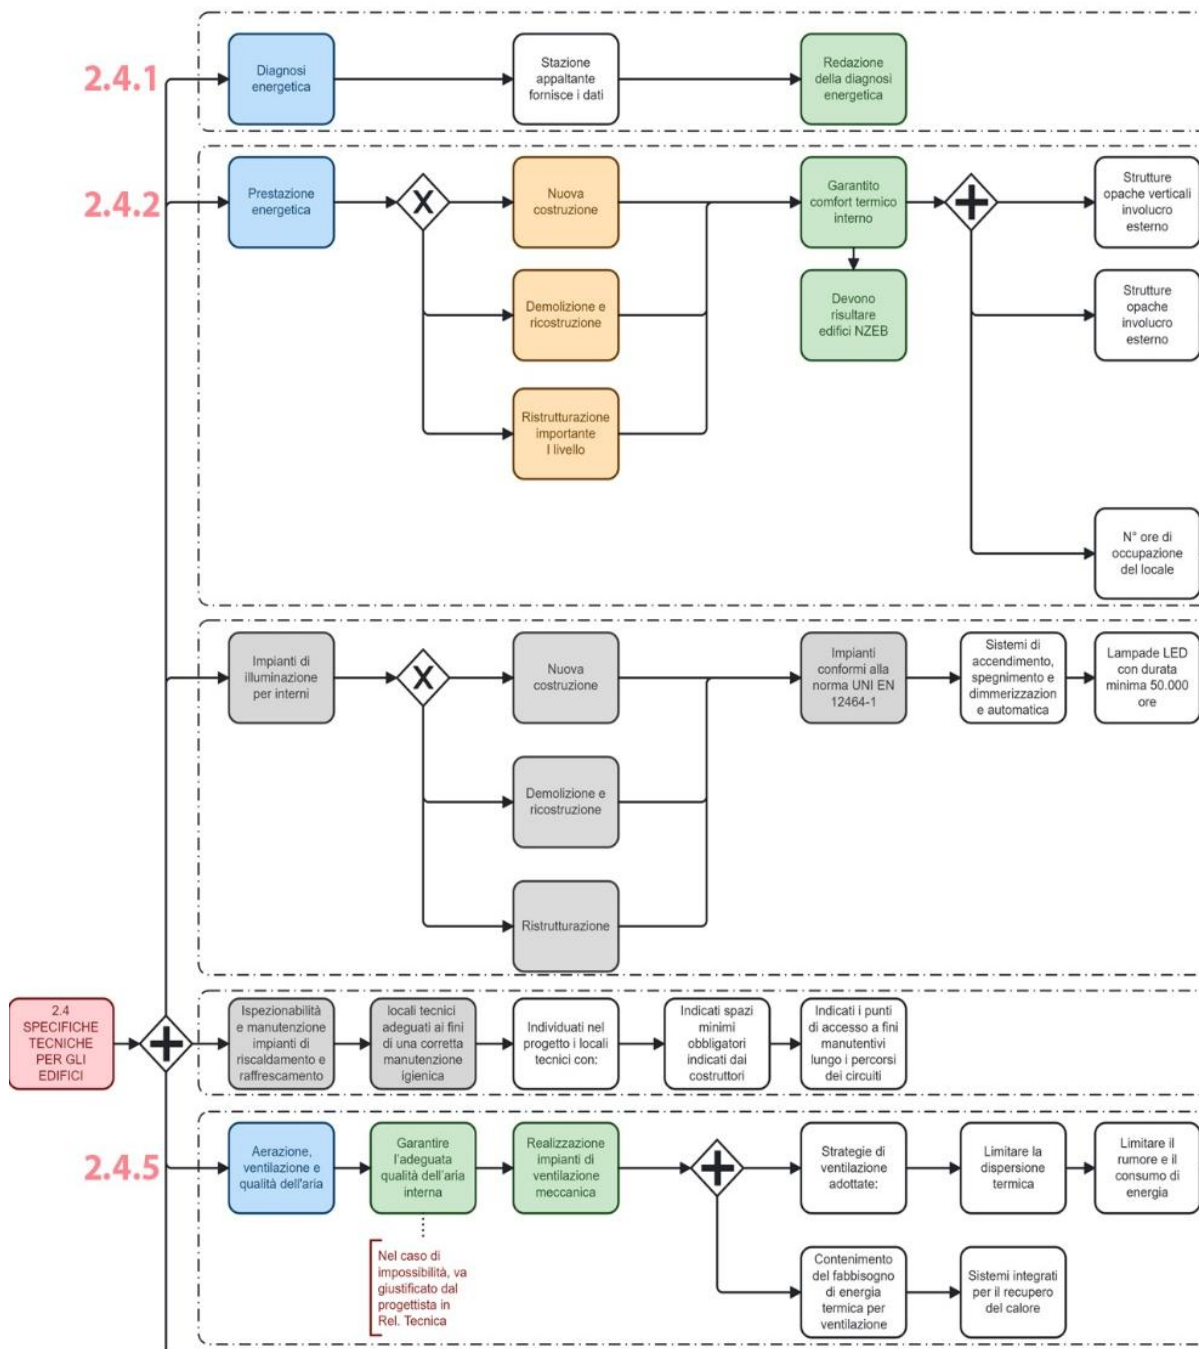 2.4.1
Diagnosi
energetica
Stazione
appaltante
fornisce i dati
Redazione
della diagnosi
energetica
2.4.2
Prestazione
energetica
X
Nuova
costruzione
Demolizione e
ricostruzione
Ristrutturazione
importante
I livello
Garantito
comfort termico
interno
Devono
risultare
edifici NZEB
Strutture
opache verticali
involucro
esterno
Strutture
opache
involucro
esterno
N° ore di
occupazione
del locale
Impianti di
illuminazione
per interni
X
Nuova
costruzione
Demolizione e
ricostruzione
Ristrutturazione
Impianti
conformi alla
norma UNI EN
12464-1
Sistemi di
accendimento,
spegnimento e
dimmerizzazion
e automatica
Lampade LED
con durata
minima 50.000
ore
2.4
SPECIFICHE
TECNICHE
PER GLI
EDIFICI
Ispezionabilità
e manutenzione
impianti di
riscaldamento e
raffrescamento
locali tecnici
adeguati ai fini
di una corretta
manutenzione
igienica
Individuati nel
progetto i locali
tecnici con:
Indicati spazi
minimi
obbligatori
indicati dai
costruttori
Indicati i punti
di accesso a fini
manutentivi
lungo i percorsi
dei circuiti
2.4.5
Aerazione,
ventilazione e
qualità dell'aria
Garantire
l'adeguata
qualità dell'aria
interna
Nel caso di
impossibilità, va
giustificato dal
progettista in
Rel. Tecnica
Realizzazione
impianti di
ventilazione
meccanica
Strategie di
ventilazione
adottate:
Limitare la
dispersione
termica
Limitare il
rumore e il
consumo di
energia
Contenimento
del fabbisogno
di energia
termica per
ventilazione
Sistemi integrati
per il recupero
del calore